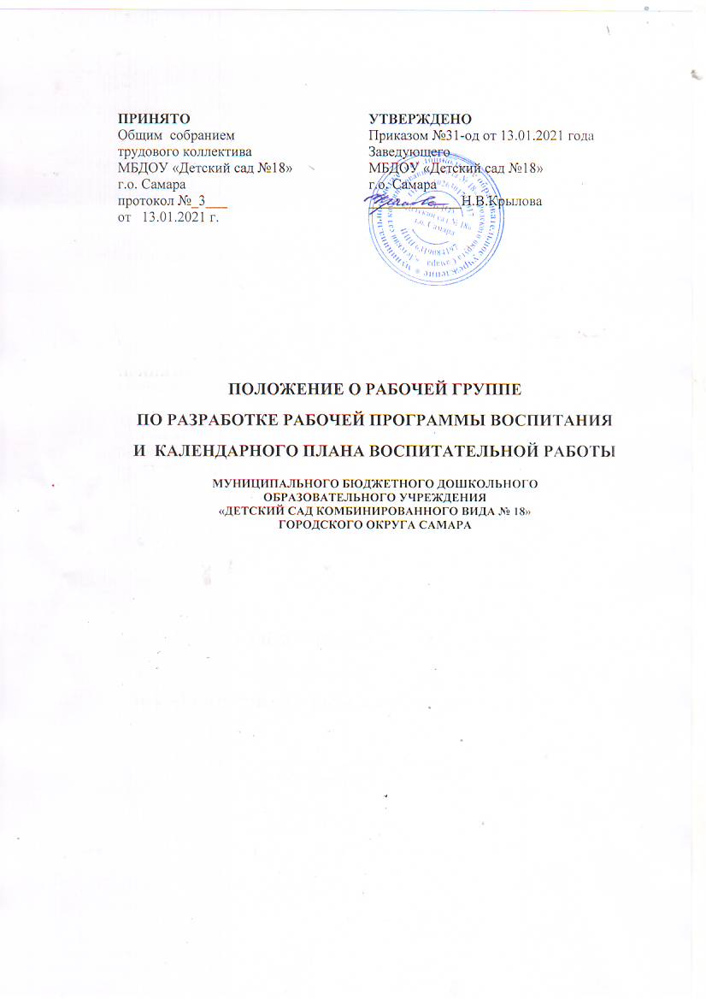 ПРИНЯТО
Общим собранием
трудового коллектива
МБДОУ «Детский сад №18»
г.о. Самара
протокол №_3___
от 13.01.2021 г.
УТВЕРЖДЕНО
Приказом №31-од от 13.01.2021 года
Заведующего
МБДОУ «Детский сад №18»
г.о. Самара
____________Н.В.Крылова
ПОЛОЖЕНИЕ О РАБОЧЕЙ ГРУППЕ
ПО РАЗРАБОТКЕ РАБОЧЕЙ ПРОГРАММЫ ВОСПИТАНИЯ
И КАЛЕНДАРНОГО ПЛАНА ВОСПИТАТЕЛЬНОЙ РАБОТЫ
МУНИЦИПАЛЬНОГО БЮДЖЕТНОГО ДОШКОЛЬНОГО
ОБРАЗОВАТЕЛЬНОГО УЧРЕЖДЕНИЯ
«ДЕТСКИЙ САД КОМБИНИРОВАННОГО ВИДА № 18»
ГОРОДСКОГО ОКРУГА САМАРА